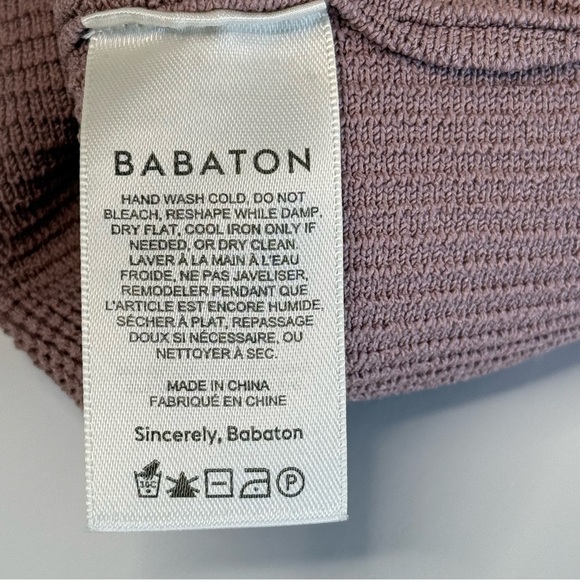 BABATON
HAND WASH COLD, DO NOT
BLEACH, RESHAPE WHILE DAMP,
DRY FLAT, COOL IRON ONLY IF
NEEDED, OR DRY CLEAN.
LAVER À LA MAIN À L'EAU
FROIDE, NE PAS JAVELISER,
REMODELER PENDANT QUE
L'ARTICLE EST ENCORE HUMIDE,
SÉCHER À PLAT, REPASSAGE
DOUX SI NÉCESSAIRE, OU
NETTOYER À SEC.
MADE IN CHINA
FABRIQUÉ EN CHINE
Sincerely, Babaton
30C P